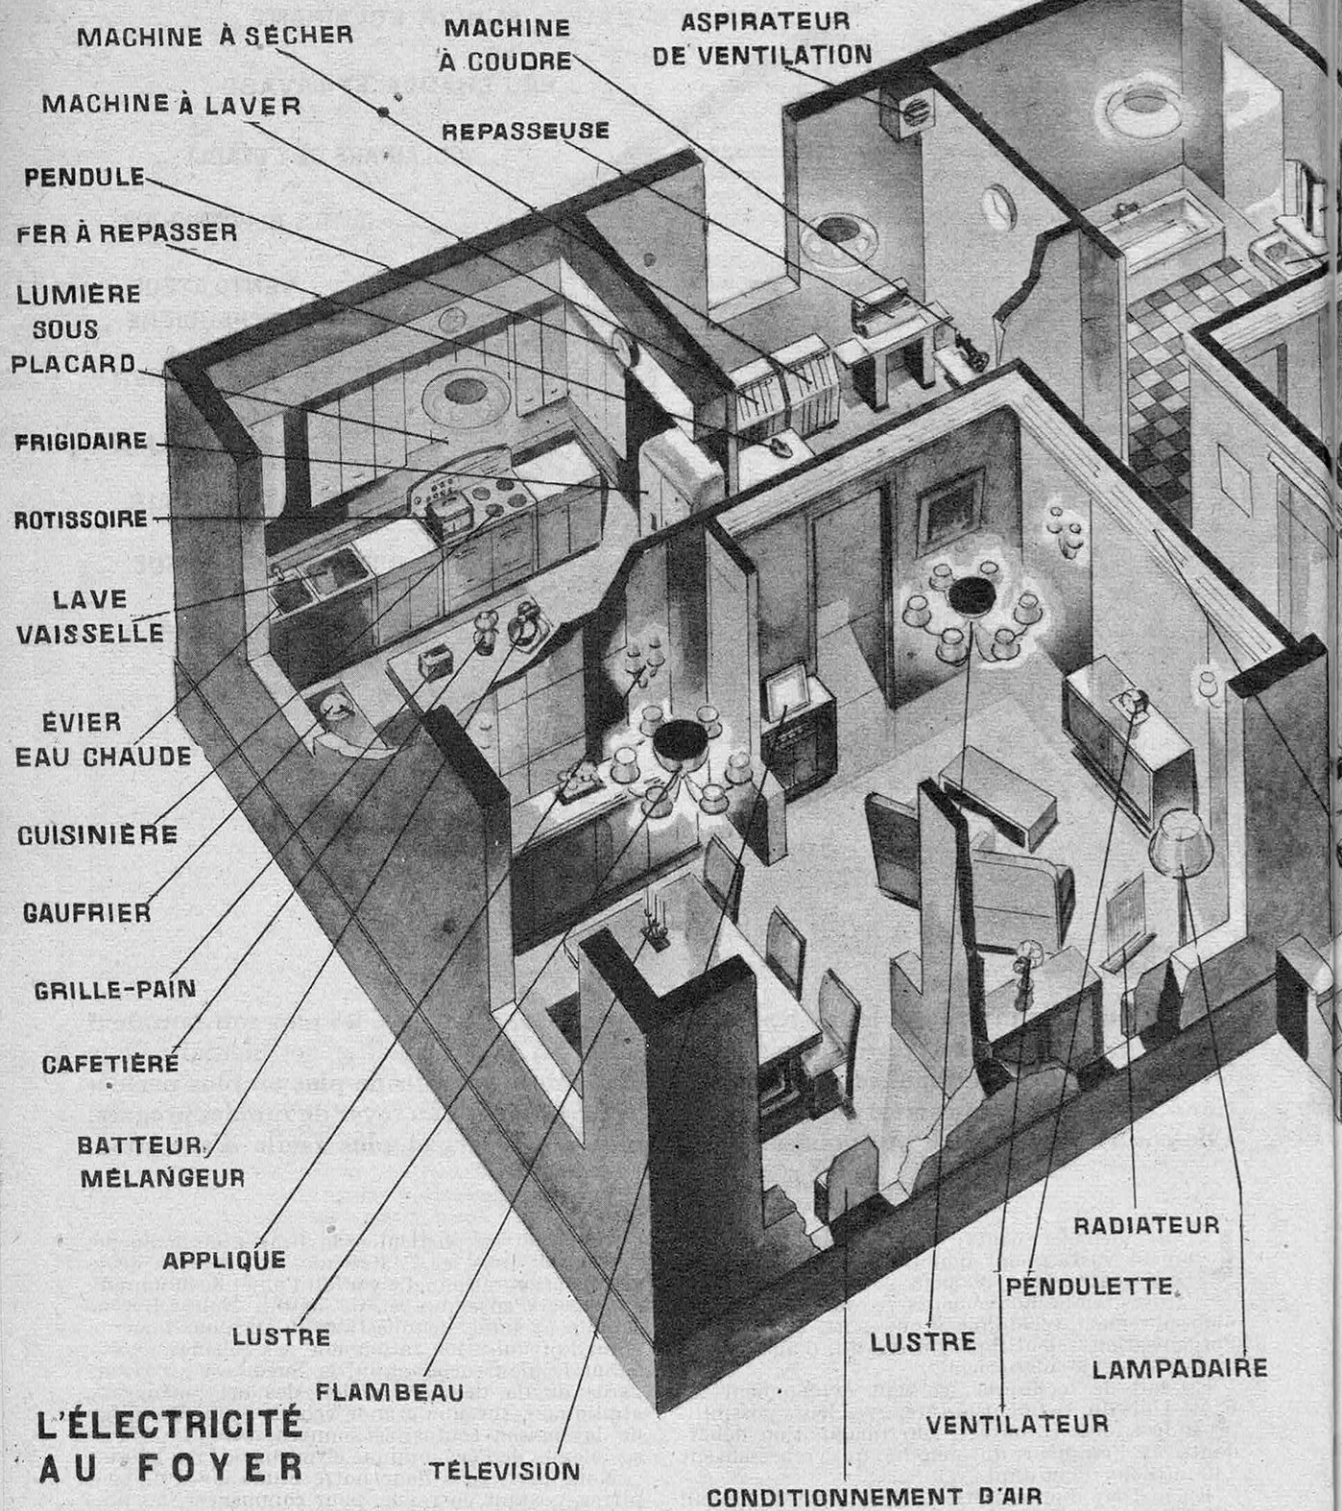 MACHINE À SÉCHER
MACHINE
À COUDRE
ASPIRATEUR
DE VENTILATION
MACHINE À LAVER
REPASSEUSE
PENDULE
FER À REPASSER
LUMIÈRE
SOUS
PLACARD
FRIGIDAIRE
ROTISSOIRE
LAVE
VAISSELLE
ÉVIER
EAU CHAUDE
CUISINIÈRE
GAUFRIER
GRILLE-PAIN
CAFETIÈRE
BATTEUR
MÉLANGEUR
APPLIQUE
LUSTRE
FLAMBEAU
TÉLEVISION
RADIATEUR
PÉNDULETTE
LUSTRE
LAMPADAIRE
VENTILATEUR
CONDITIONNEMENT D'AIR
L'ÉLECTRICITÉ
AU FOYER